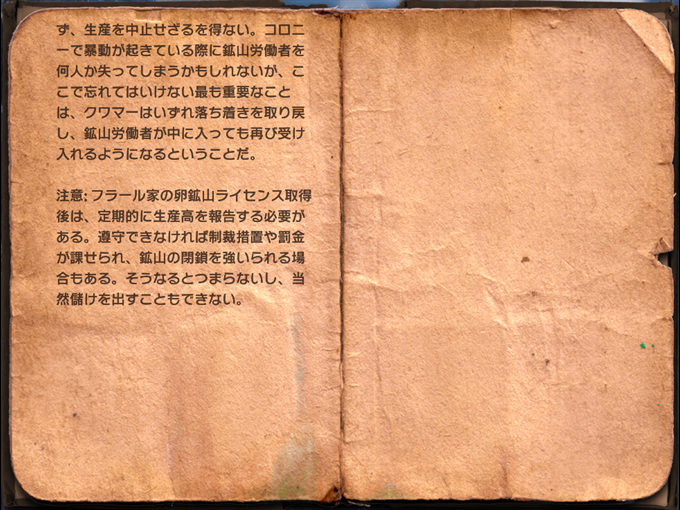 ず、生産を中止せざるを得ない。コロニ
ーで暴動が起きている際に鉱山労働者を
何人か失ってしまうかもしれないが、こ
こで忘れてはいけない最も重要なこと
は、クワマーはいずれ落ち着きを取り戻
し、鉱山労働者が中に入っても再び受け
入れるようになるということだ。

注意: フラール家の卵鉱山ライセンス取得
後は、定期的に生産高を報告する必要が
ある。遵守できなければ制裁措置や罰金
が課せられ、鉱山の閉鎖を強いられる場
合もある。そうなるとつまらないし、当
然儲けを出すこともできない。